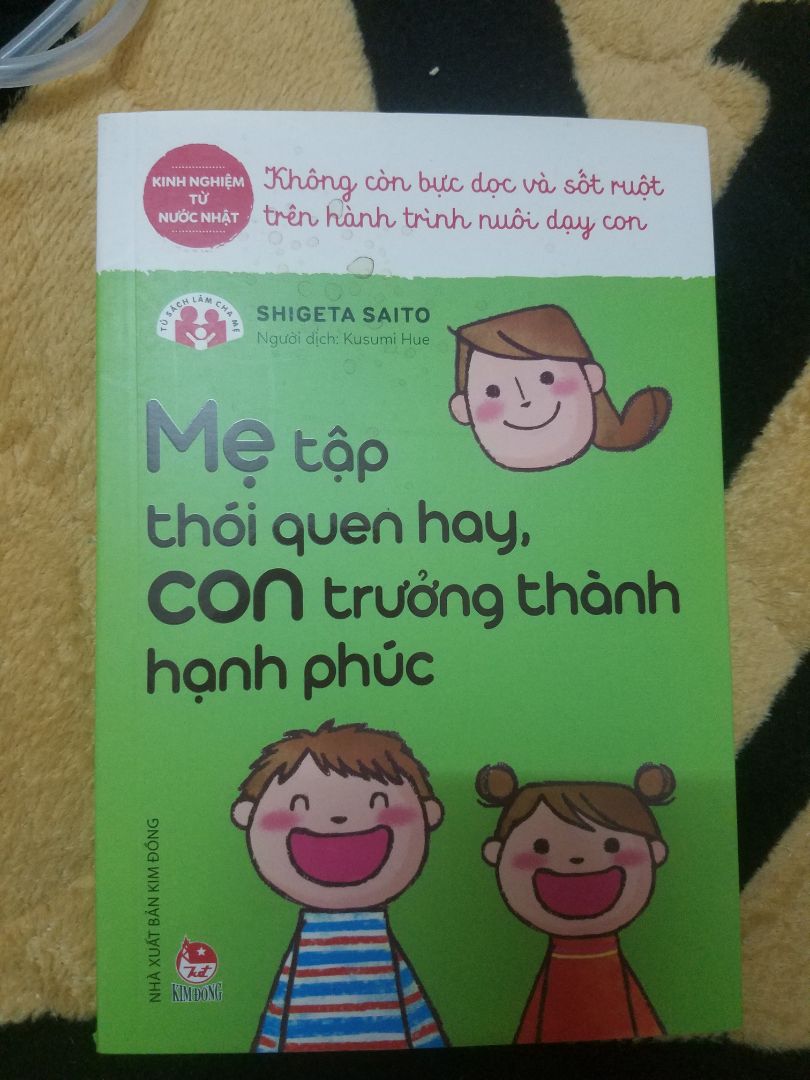 KINH NGHIỆM
TỪ
NƯỚC NHẬT
Không còn bực dọc và sốt ruột
trên hành trình nuôi dạy con
TỦ SÁCH LÀM CHA MẸ
SHIGETA SAITO
Người dịch: Kusumi Hue
Mẹ tập
thói quen hay,
con trưởng thành
hạnh phúc
NHÀ XUẤT BẢN KIM ĐỒNG
Kết
KIM ĐỒNG